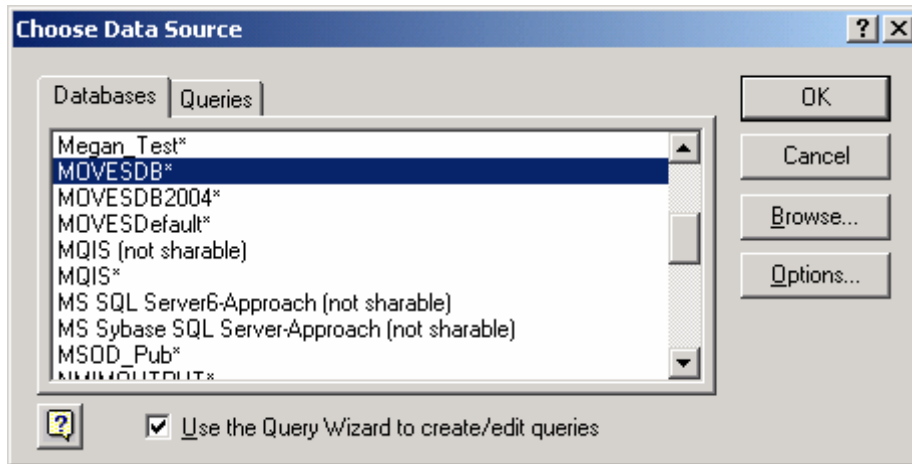 Choose Data Source
Databases
Queries
Megan_Test*
MOVESDB*
MOVESDB2004*
MOVESDefault*
MQIS (not sharable)
MQIS*
MS SQL Server6-Approach (not sharable)
MS Sybase SQL Server-Approach (not sharable)
MSOD_Pub*
NMIMOUTPUT*
OK
Cancel
Browse...
Options...
Use the Query Wizard to create/edit queries